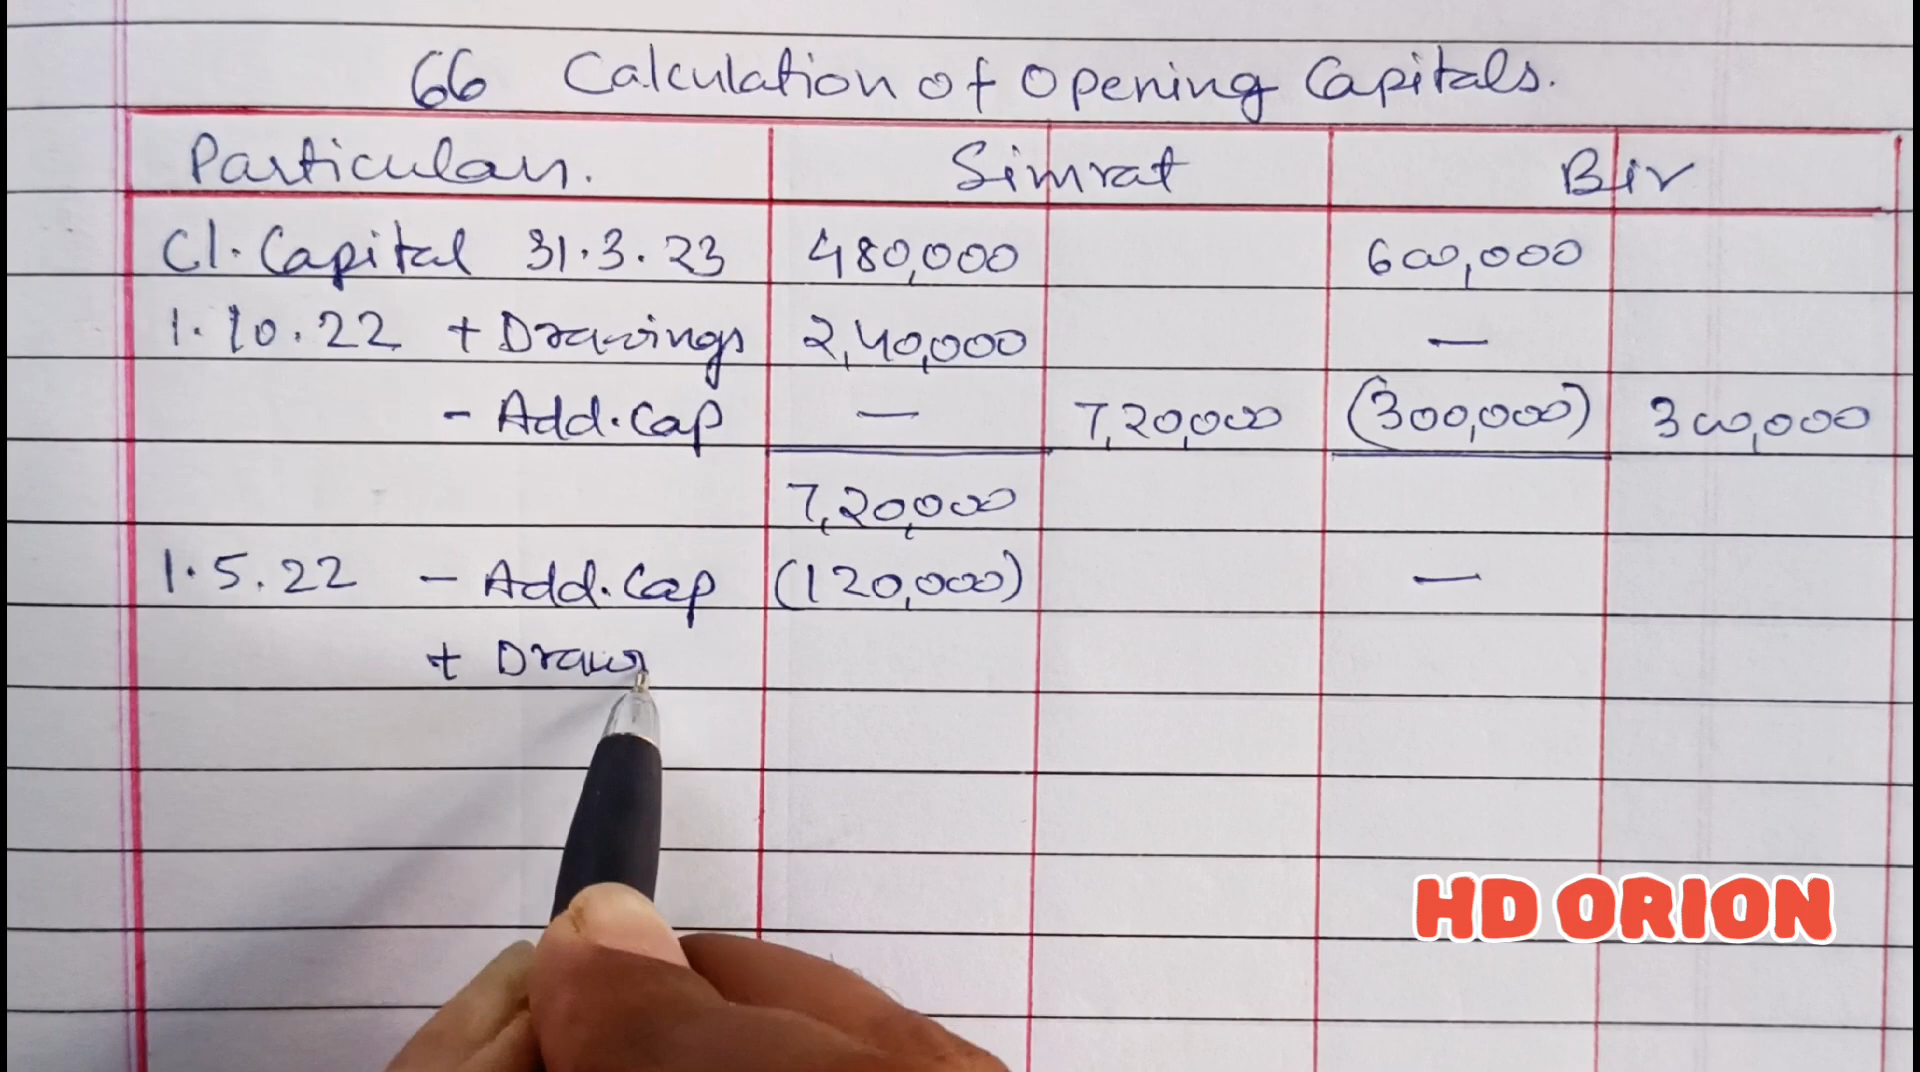 66 Calculation of Opening Capitals.
Particulars. Simrat Bir
Cl. Capital 31.3.23 480,000 600,000
1.10.22 + Drawings 2,40,000 —
- Add. Cap — 7,20,000 (300,000) 300,000
7,20,000
1.5.22 - Add. Cap (120,000) —
+ Draw
HD ORION